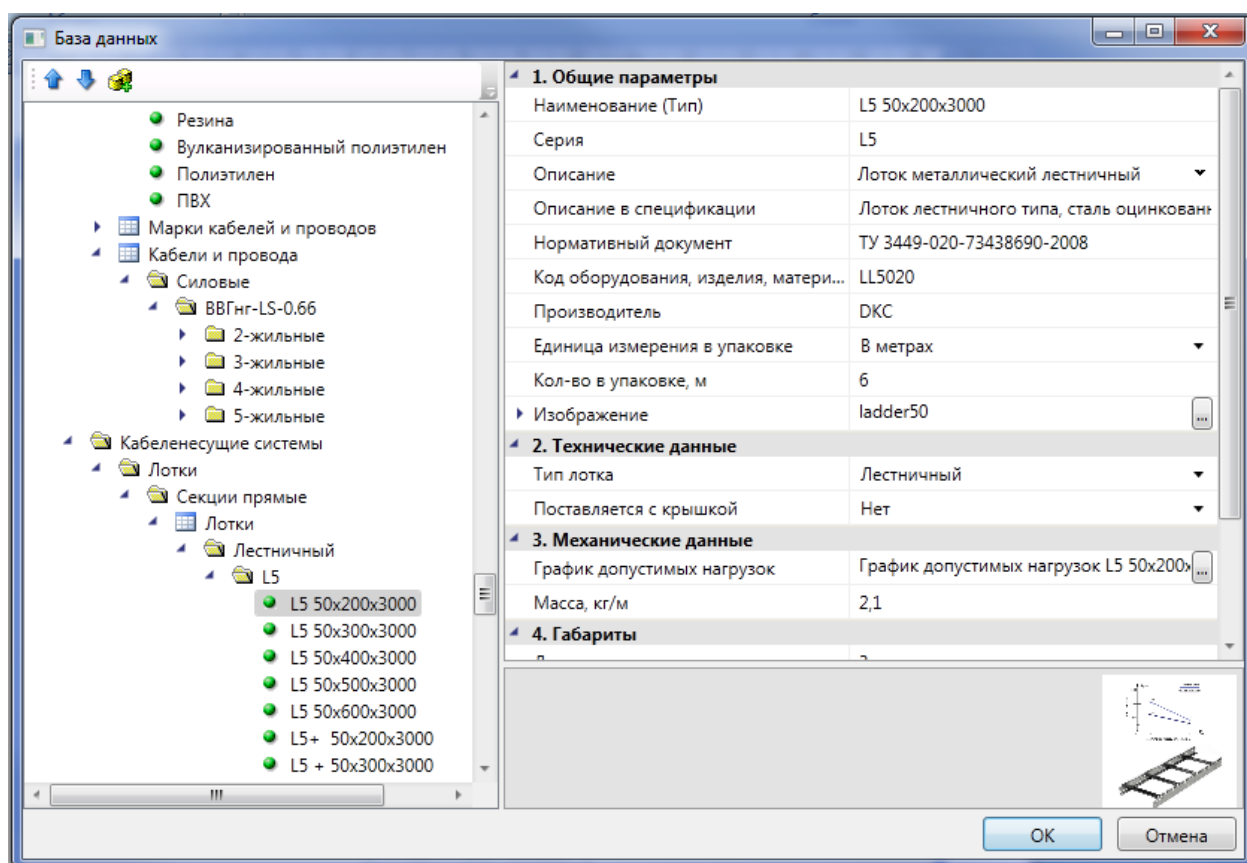 База данных
Резина
Вулканизированный полиэтилен
Полиэтилен
ПВХ
Марки кабелей и проводов
Кабели и провода
Силовые
ВВГнг-LS-0.66
2-жильные
3-жильные
4-жильные
5-жильные
Кабеленесущие системы
Лотки
Секции прямые
Лотки
Лестничный
L5
L5 50x200x3000
L5 50x300x3000
L5 50x400x3000
L5 50x500x3000
L5 50x600x3000
L5+ 50x200x3000
L5 + 50x300x3000
1. Общие параметры
Наименование (Тип) L5 50x200x3000
Серия L5
Описание Лоток металлический лестничный
Описание в спецификации Лоток лестничного типа, сталь оцинкованн
Нормативный документ ТУ 3449-020-73438690-2008
Код оборудования, изделия, матери... LL5020
Производитель DKC
Единица измерения в упаковке В метрах
Кол-во в упаковке, м 6
Изображение ladder50 ...
2. Технические данные
Тип лотка Лестничный
Поставляется с крышкой Нет
3. Механические данные
График допустимых нагрузок График допустимых нагрузок L5 50x200x ...
Масса, кг/м 2,1
4. Габариты
OK Отмена